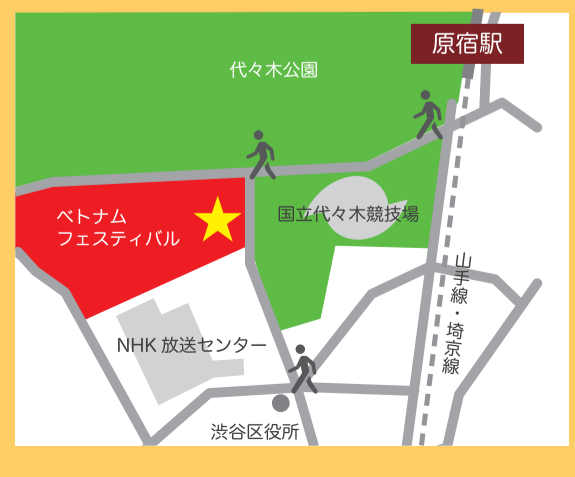 原宿駅
代々木公園
ベトナム
フェスティバル
国立代々木競技場
山手線・埼京線
NHK 放送センター
渋谷区役所